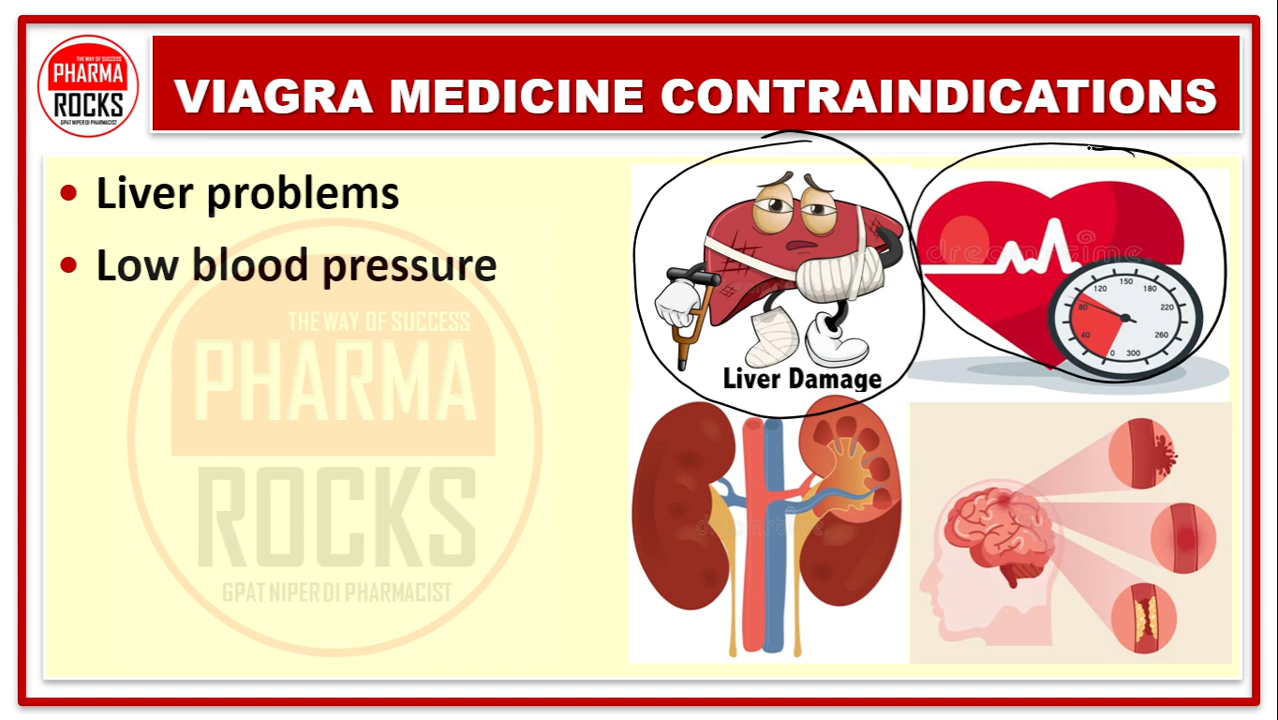 THE WAY OF SUCCESS
PHARMA
ROCKS
GPAT NIPER DI PHARMACIST
VIAGRA MEDICINE CONTRAINDICATIONS
• Liver problems
• Low blood pressure
THE WAY OF SUCCESS
PHARMA
ROCKS
GPAT NIPER DI PHARMACIST
Liver Damage
dreamstime
0 40 80 120 150 180 220 260 300
dreamstime